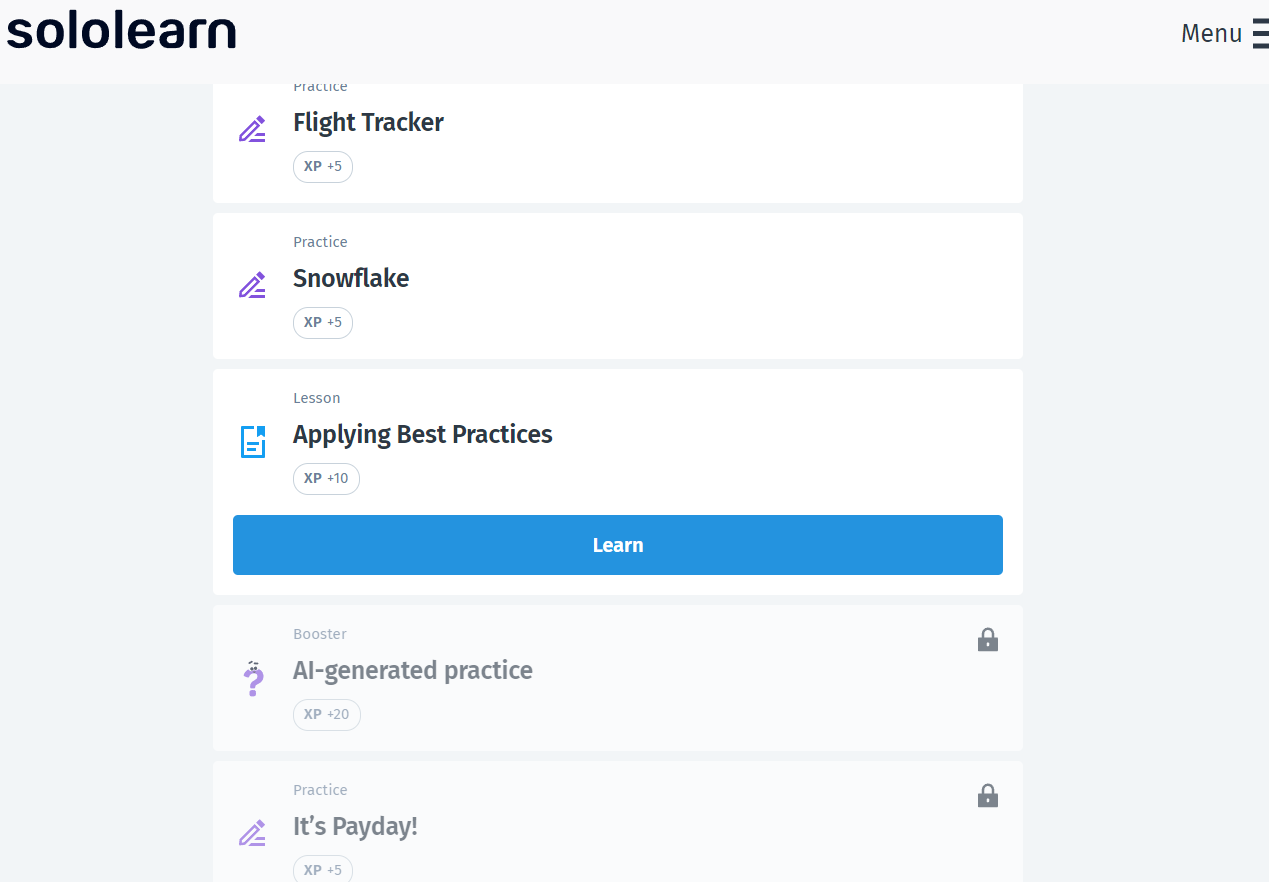 sololearn
Menu
Practice
Flight Tracker
XP +5
Practice
Snowflake
XP +5
Lesson
Applying Best Practices
XP +10
Learn
Booster
AI-generated practice
XP +20
Practice
It’s Payday!
XP +5